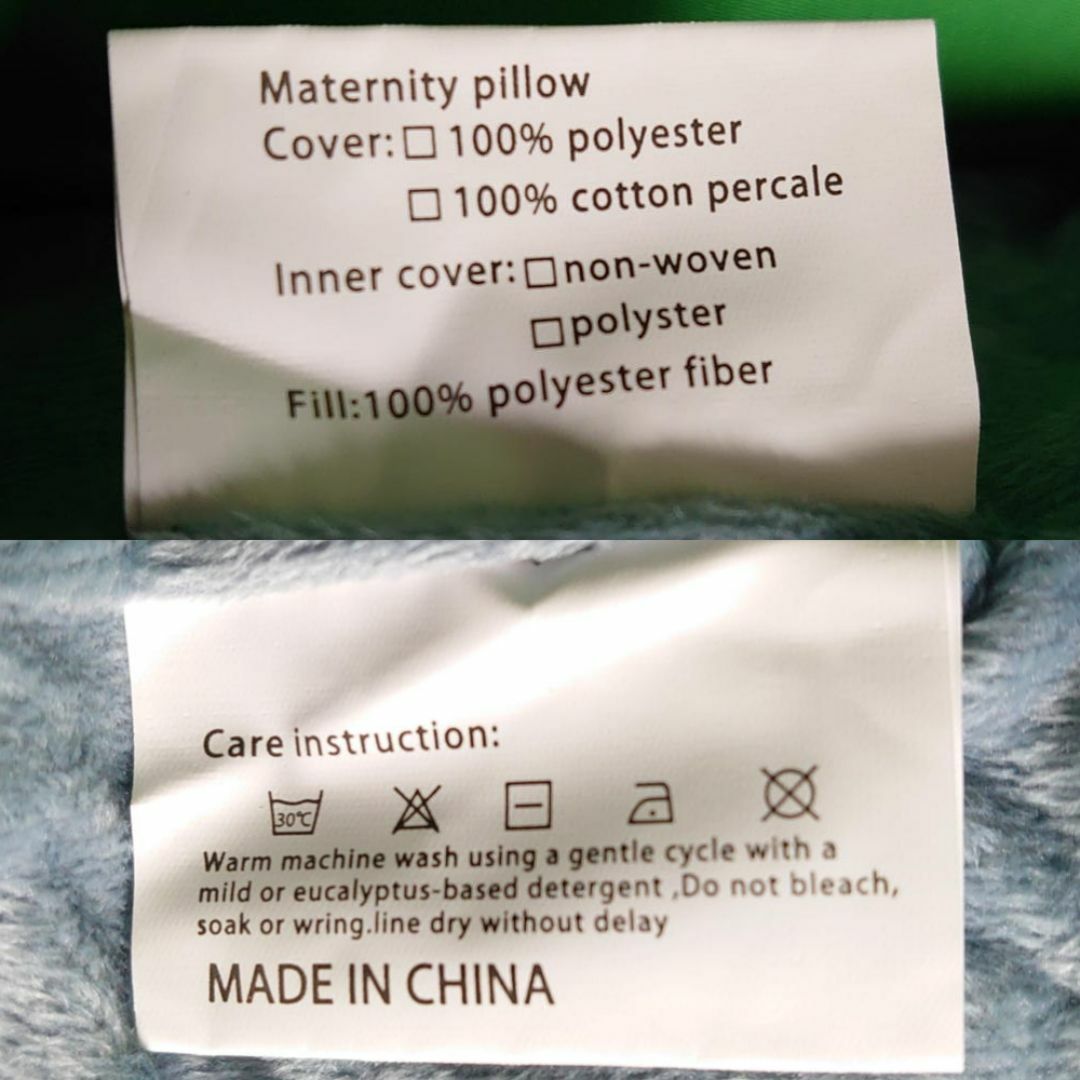 Maternity pillow
Cover: □ 100% polyester
□ 100% cotton percale
Inner cover: □ non-woven
□ polyster
Fill:100% polyester fiber
Care instruction:
30℃
Warm machine wash using a gentle cycle with a
mild or eucalyptus-based detergent ,Do not bleach,
soak or wring.line dry without delay
MADE IN CHINA